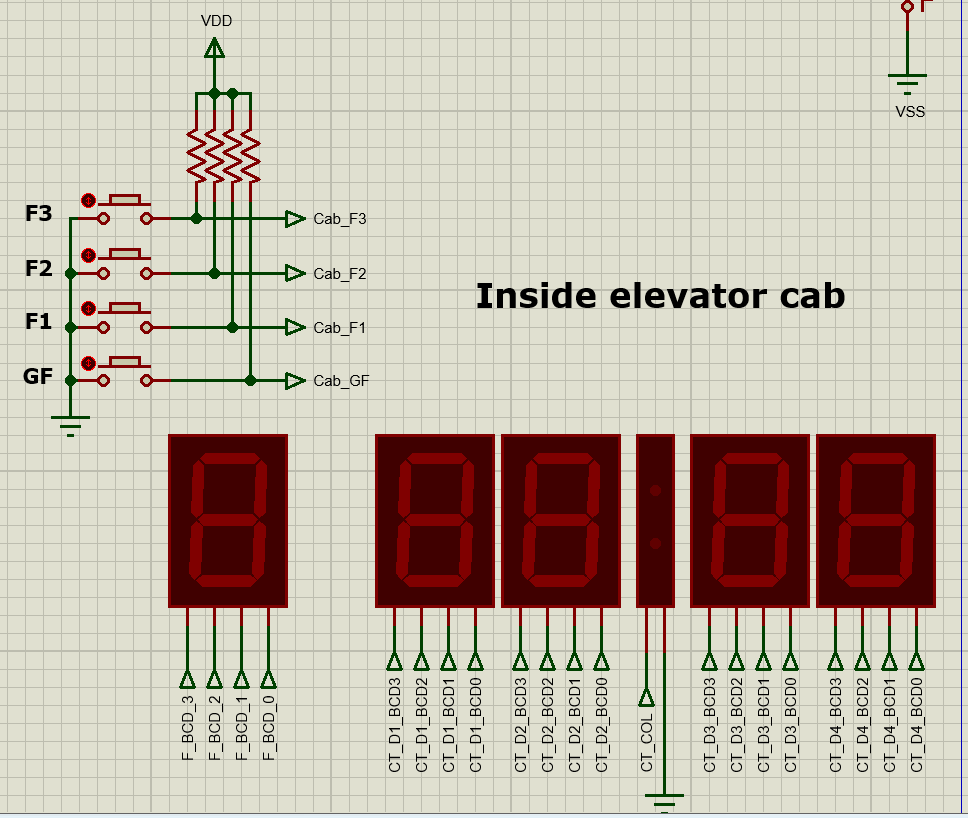 VDD
VSS
F3
Cab_F3
F2
Cab_F2
Inside elevator cab
F1
Cab_F1
GF
Cab_GF
F_BCD_3
F_BCD_2
F_BCD_1
F_BCD_0
CT_D1_BCD3
CT_D1_BCD2
CT_D1_BCD1
CT_D1_BCD0
CT_D2_BCD3
CT_D2_BCD2
CT_D2_BCD1
CT_D2_BCD0
CT_COL
CT_D3_BCD3
CT_D3_BCD2
CT_D3_BCD1
CT_D3_BCD0
CT_D4_BCD3
CT_D4_BCD2
CT_D4_BCD1
CT_D4_BCD0